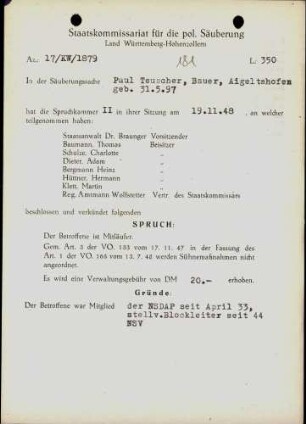 Staatskommissariat für die pol. Säuberung
Land Württemberg-Hohenzollern
Az.: 17/KW/1879 181 L: 350
In der Säuberungssache Paul Teuscher, Bauer, Aigeltshofen
geb. 31.5.97
hat die Spruchkammer II in ihrer Sitzung am 19.11.48 , an welcher
teilgenommen haben:
Staatsanwalt Dr. Braunger Vorsitzender
Baumann, Thomas Beisitzer
Schulze, Charlotte „
Dieter, Adam „
Bergmann Heinz „
Hüttner, Hermann „
Klett, Martin „
Reg. Amtmann Wollstetter Vertr. des Staatskommissärs
beschlossen und verkündet folgenden
SPRUCH:
Der Betroffene ist Mitläufer.
Gem. Art. 3 der VO. 133 vom 17. 11. 47 in der Fassung des
Art. 1 der VO. 165 vom 13. 7. 48 werden Sühnemaßnahmen nicht
angeordnet.
Es wird eine Verwaltungsgebühr von DM 20.- erhoben.
Gründe:
Der Betroffene war Mitglied der NSDAP seit April 33,
stellv.Blockleiter seit 44
NSV